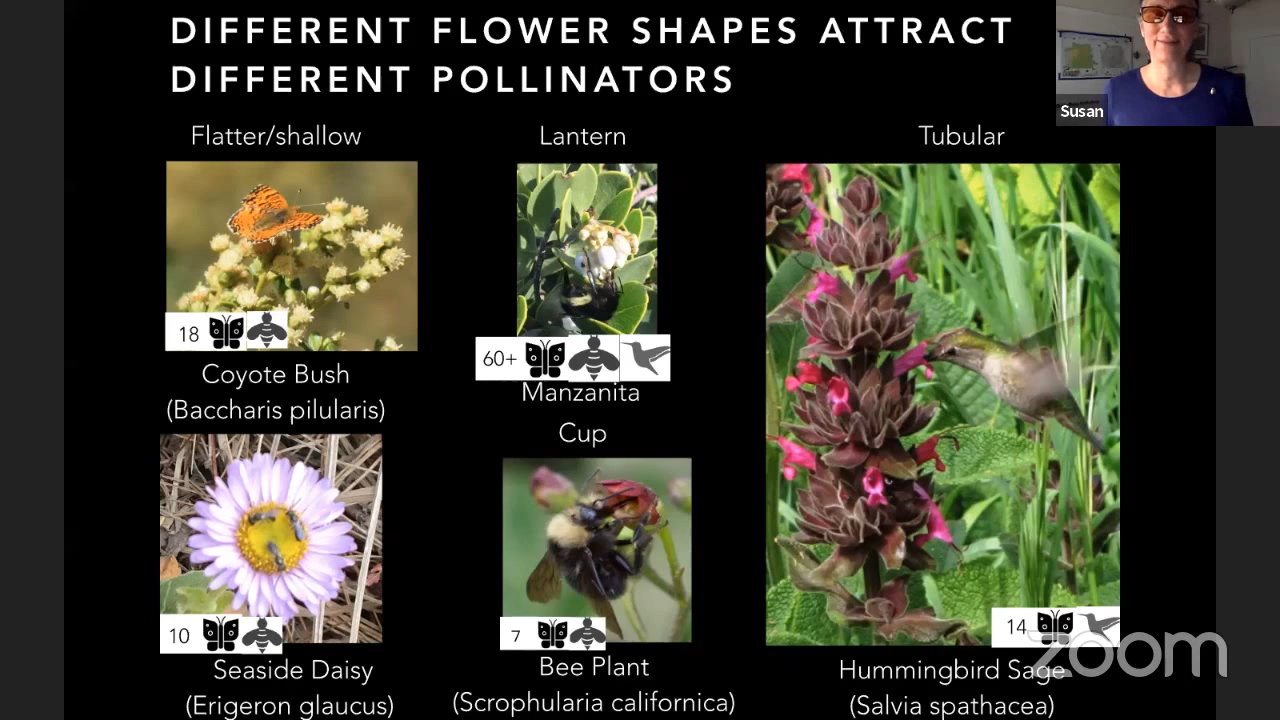 DIFFERENT FLOWER SHAPES ATTRACT
DIFFERENT POLLINATORS
Susan
Flatter/shallow
Lantern
Tubular
18
Coyote Bush
(Baccharis pilularis)
60+
Manzanita
Cup
10
Seaside Daisy
(Erigeron glaucus)
7
Bee Plant
(Scrophularia californica)
14
Hummingbird Sage
(Salvia spathacea)
zoom